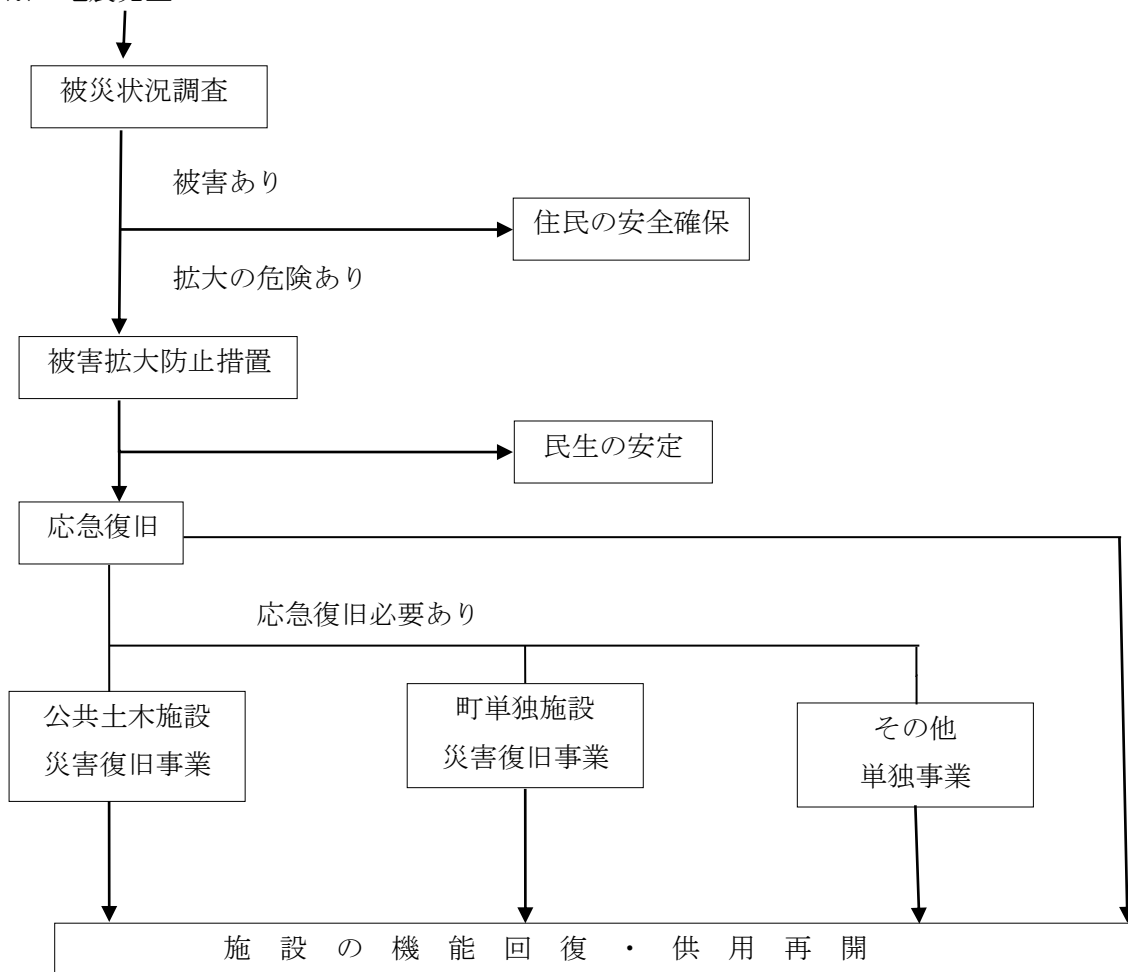 被災状況調査
被害あり
住民の安全確保
拡大の危険あり
被害拡大防止措置
民生の安定
応急復旧
応急復旧必要あり
公共土木施設
災害復旧事業
町単独施設
災害復旧事業
その他
単独事業
施設の機能回復・供用再開